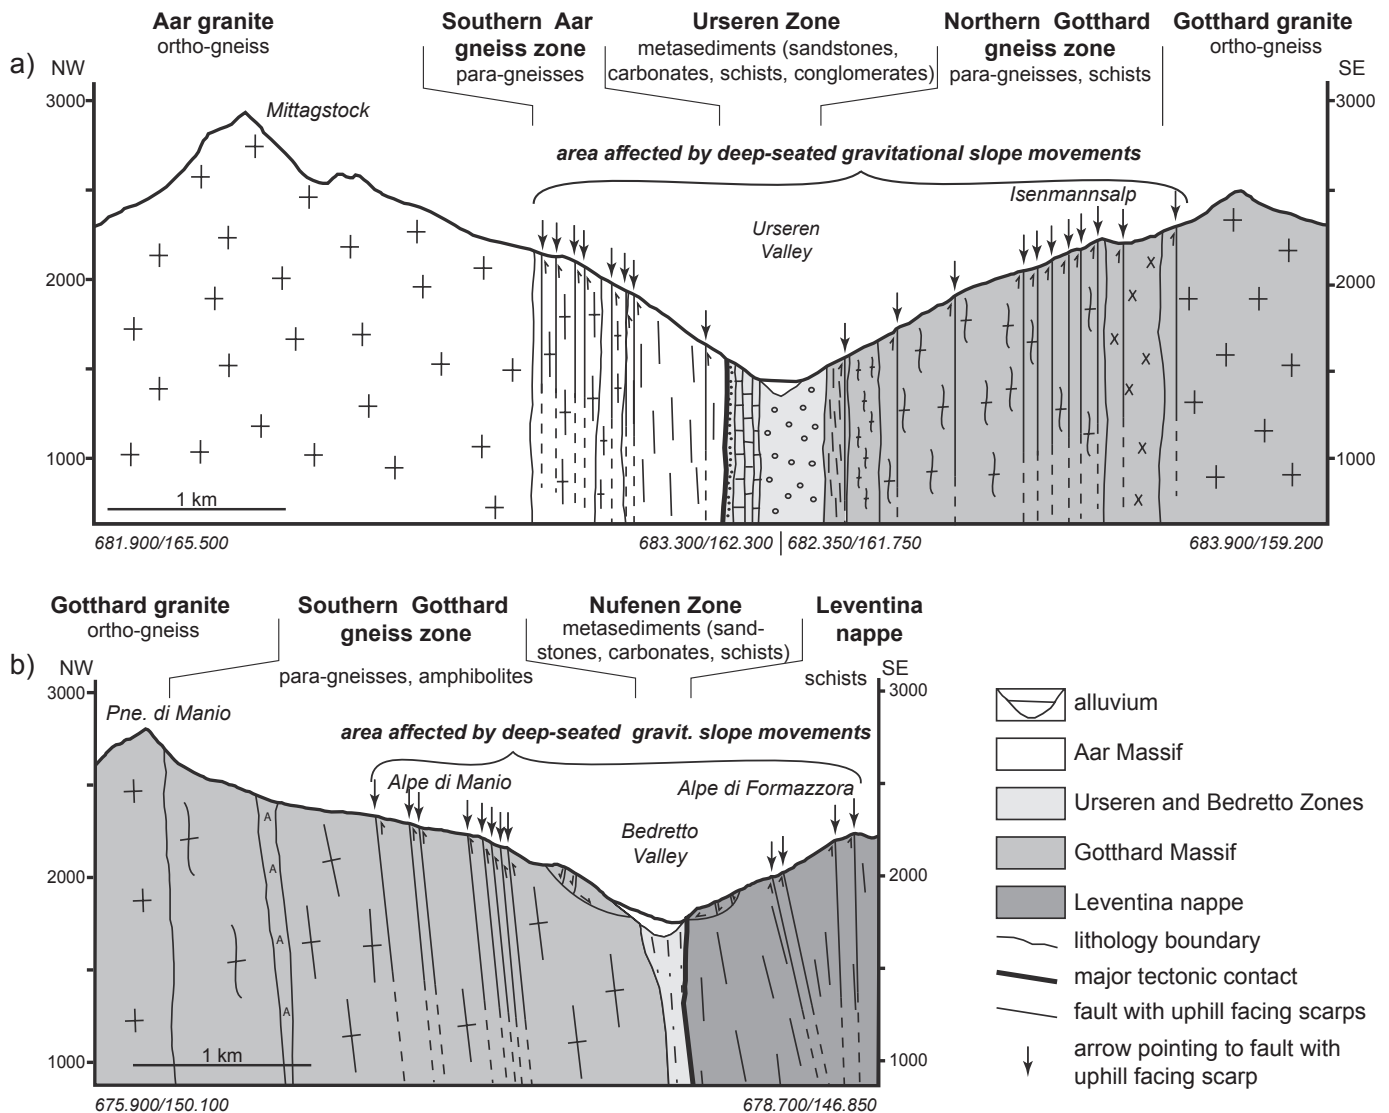 Aar granite
ortho-gneiss
Southern Aar
gneiss zone
para-gneisses
Urseren Zone
metasediments (sandstones,
carbonates, schists, conglomerates)
Northern Gotthard
gneiss zone
para-gneisses, schists
Gotthard granite
ortho-gneiss
a)
NW
SE
3000
3000
Mittagstock
area affected by deep-seated gravitational slope movements
Isenmannsalp
Urseren
Valley
2000
2000
1000
1000
1 km
681.900/165.500
683.300/162.300
682.350/161.750
683.900/159.200
Gotthard granite
ortho-gneiss
Southern Gotthard
gneiss zone
para-gneisses, amphibolites
Nufenen Zone
metasediments (sand-
stones, carbonates, schists)
Leventina
nappe
schists
b)
NW
SE
3000
3000
Pne. di Manio
area affected by deep-seated gravit. slope movements
Alpe di Manio
Alpe di Formazzora
Bedretto
Valley
2000
2000
A
A
A
A
1000
1000
1 km
675.900/150.100
678.700/146.850
alluvium
Aar Massif
Urseren and Bedretto Zones
Gotthard Massif
Leventina nappe
lithology boundary
major tectonic contact
fault with uphill facing scarps
arrow pointing to fault with
uphill facing scarp